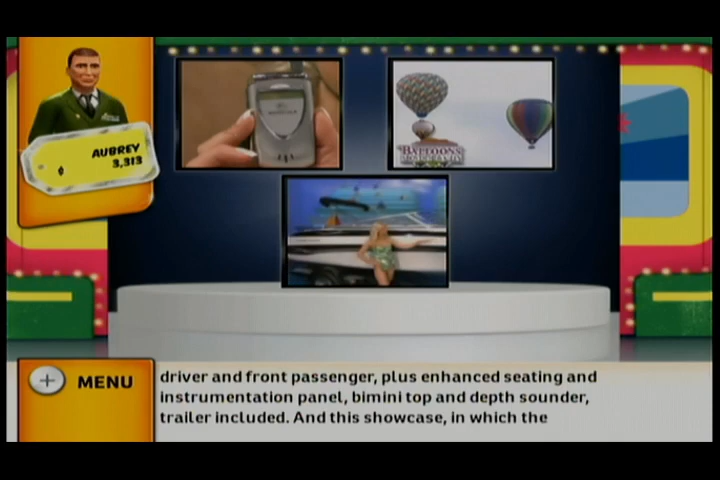 AUBREY
¢ 3,313
BALLOONS
+ MENU
driver and front passenger, plus enhanced seating and
instrumentation panel, bimini top and depth sounder,
trailer included. And this showcase, in which the